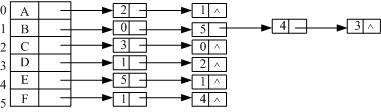 0 A 2 1 ∧
1 B 0 5 4 3 ∧
2 C 3 0 ∧
3 D 1 2 ∧
4 E 5 1 ∧
5 F 1 4 ∧